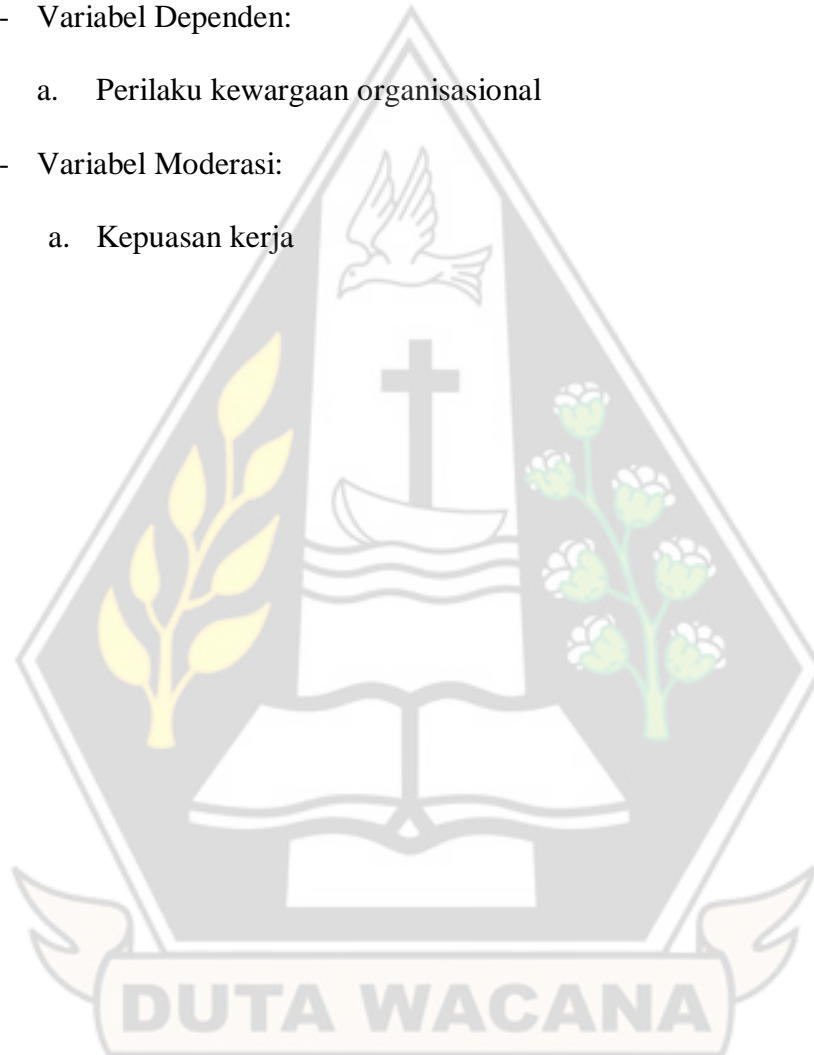 - Variabel Dependen:
a. Perilaku kewargaan organisasional
- Variabel Moderasi:
a. Kepuasan kerja
DUTA WACANA